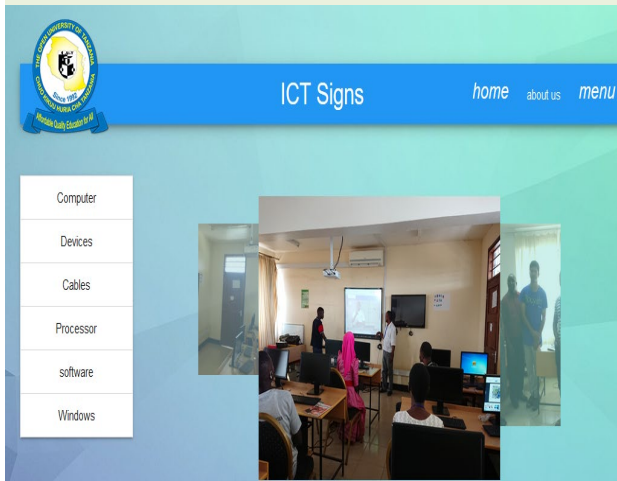 THE OPEN UNIVERSITY OF TANZANIA
CHUO KIKUU HURIA CHA TANZANIA
Since 1992
Affordable Quality Education for All
ICT Signs
home about us menu
Computer
Devices
Cables
Processor
software
Windows